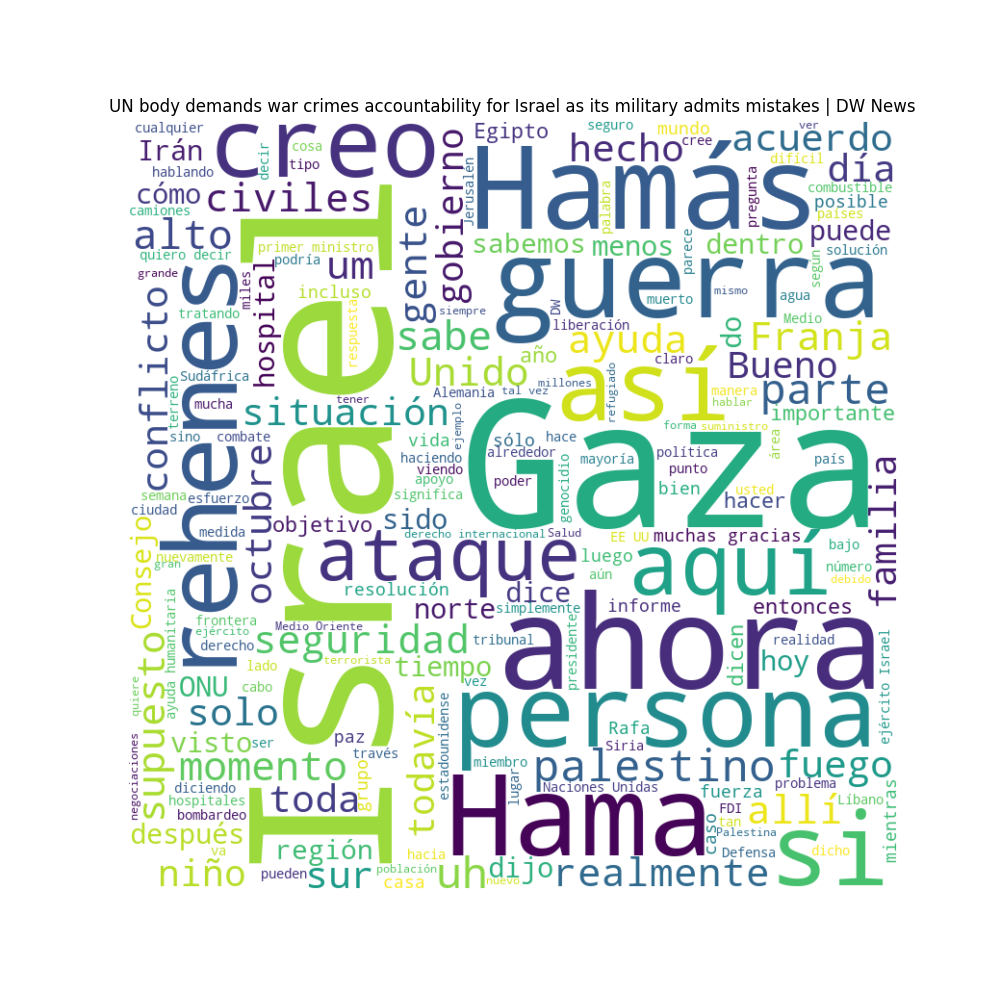 UN body demands war crimes accountability for Israel as its military admits mistakes | DW News
cualquier
creo
cosa
decir
tipo
Irán
hablando
Egipto
seguro
mundo
cree
ver
hecho
acuerdo
difícil
día
cómo
civiles
camiones
gobierno
Jerusalén
Hamás
palabra
pregunta
combustible
posible
países
puede
alto
primer ministro
podría
quiero decir
um
gente
sabemos
menos
parece
dentro
según
solución
grande
miles
hospital
incluso
guerra
muerto
mismo
agua
tratando
conflicto
rehenes
Israel
respuesta
siempre
DW
liberación
Medio
sabe
año
ayuda
claro
do
Franja
Sudáfrica
terreno
mucha
tener
Unido
Alemania
tal vez
millones
refugiado
Bueno
parte
manera
hablar
así
situación
sino
combate
vida
ejemplo
sólo
hace
alrededor
forma
suministro
área
importante
haciendo
viendo
apoyo
significa
Gaza
poder
genocidio
mayoría
política
punto
país
bien
usted
hacer
familia
semana
esfuerzo
ciudad
octubre
objetivo
sido
derecho internacional
Salud
EE UU
muchas gracias
bajo
medida
Consejo
nuevamente
gran
ataque
luego
aún
aquí
número
debido
resolución
dice
norte
simplemente
informe
entonces
frontera
ejército
derecho
ayuda humanitaria
Medio Oriente
seguridad
tribunal
ahora
presidente
dicen
realidad
hoy
ejército Israel
lado
terrorista
tiempo
vez
quiere
supuesto
ONU
cabo
solo
persona
todavía
estadounidense
visto
ser
paz
través
Rafa
Siria
momento
miembro
lugar
palestino
fuego
negociaciones
diciendo
hospitales
bombardeo
toda
grupo
Naciones Unidas
fuerza
problema
Hama
FDI
tan
allí
Líbano
mientras
después
va
caso
Palestina
si
región
hacia
Defensa
dicho
niño
pueden
sur
población
casa
uh
nuevo
dijo
realmente